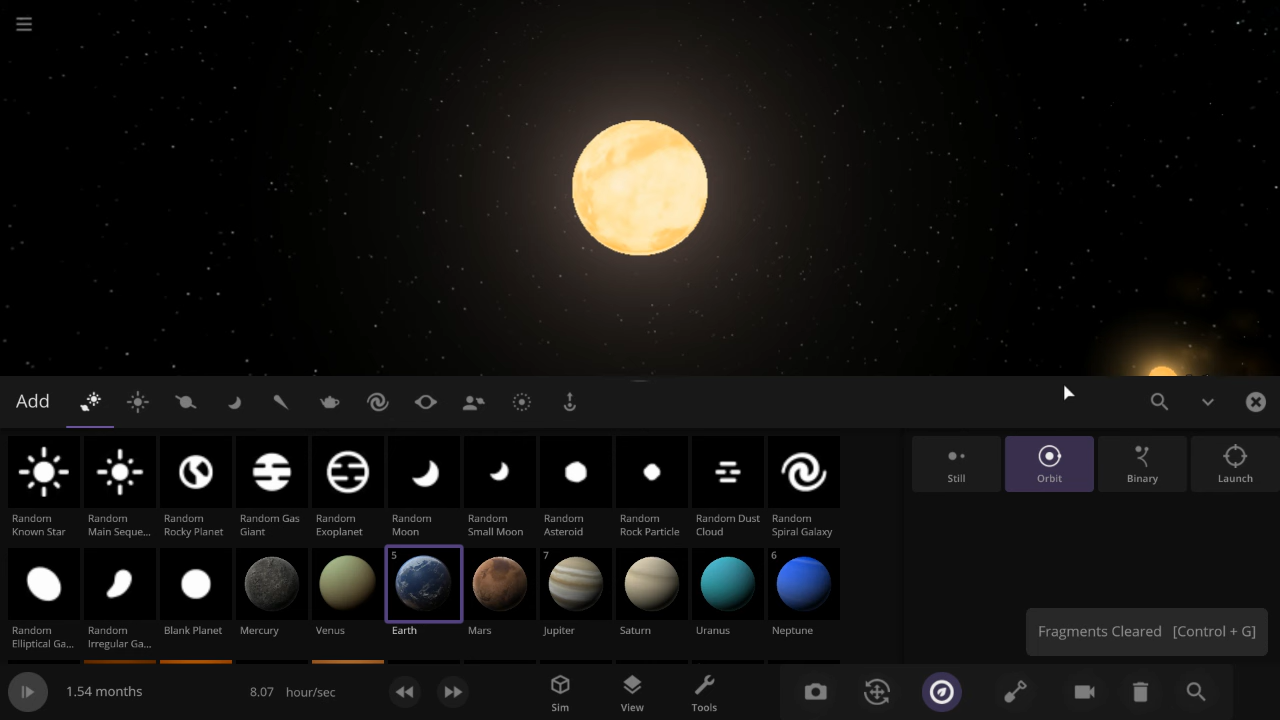 Add
Still
Orbit
Binary
Launch
Random
Known Star
Random
Main Seque...
Random
Rocky Planet
Random Gas
Giant
Random
Exoplanet
Random
Moon
Random
Small Moon
Random
Asteroid
Random
Rock Particle
Random Dust
Cloud
Random
Spiral Galaxy
Random
Elliptical Ga...
Random
Irregular Ga...
Blank Planet
Mercury
Venus
5
Earth
Mars
7
Jupiter
Saturn
Uranus
6
Neptune
Fragments Cleared [Control + G]
1.54 months
8.07 hour/sec
Sim
View
Tools